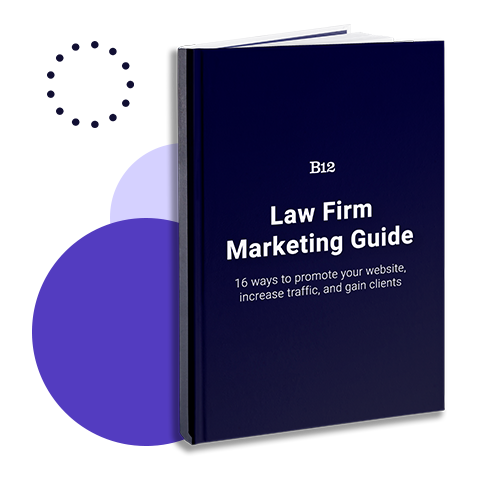 B12
Law Firm
Marketing Guide
16 ways to promote your website,
increase traffic, and gain clients